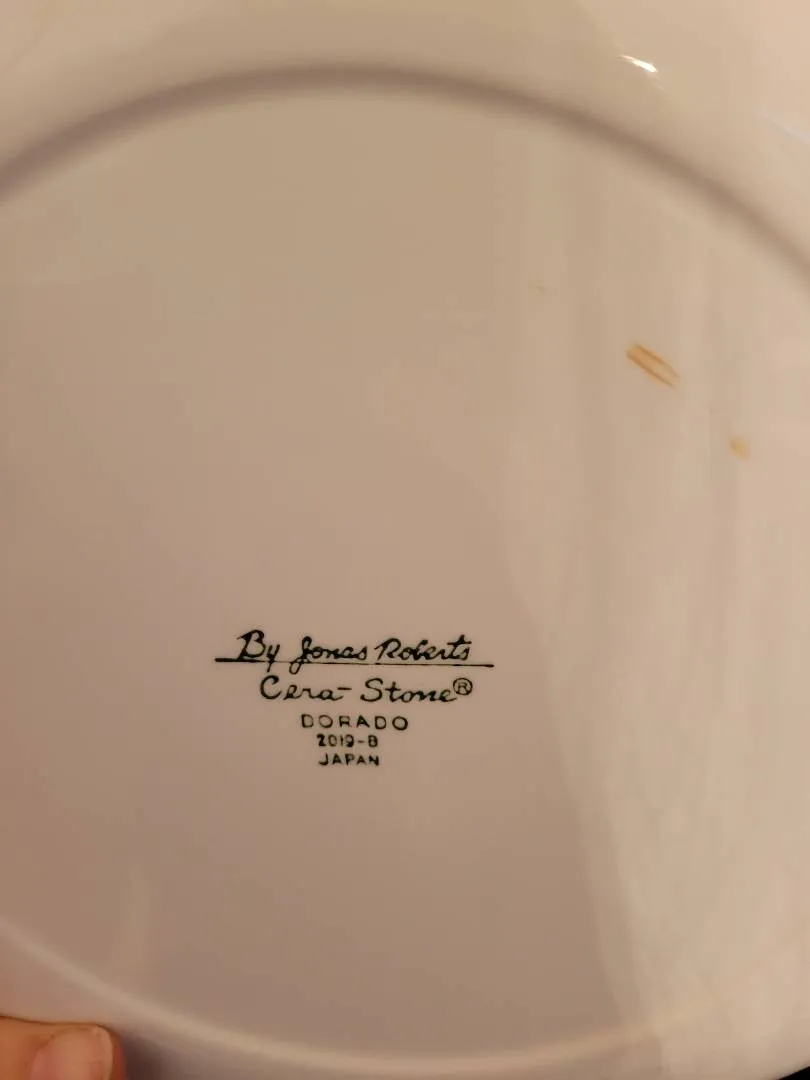 By Jonas Roberts
Cera-Stone®
DORADO
2019-B
JAPAN